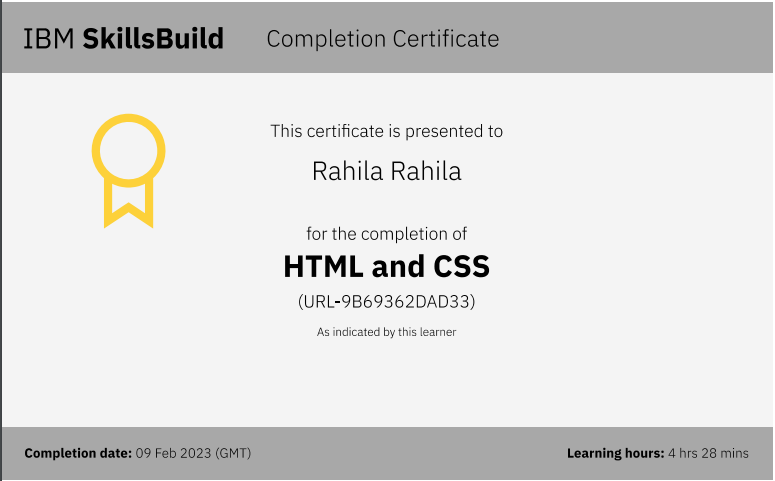 IBM SkillsBuild Completion Certificate
This certificate is presented to
Rahila Rahila
for the completion of
HTML and CSS
(URL-9B69362DAD33)
As indicated by this learner
Completion date: 09 Feb 2023 (GMT)
Learning hours: 4 hrs 28 mins